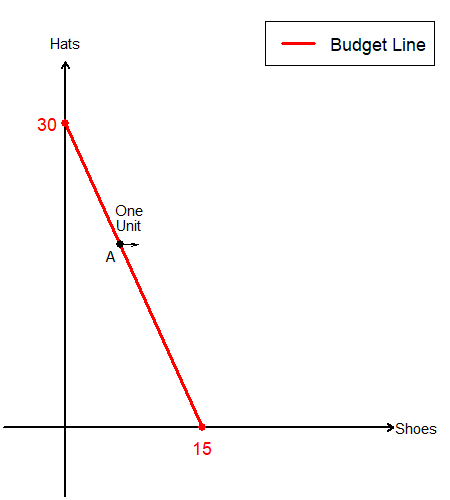 Budget Line
Hats
30
One
Unit
A
Shoes
15